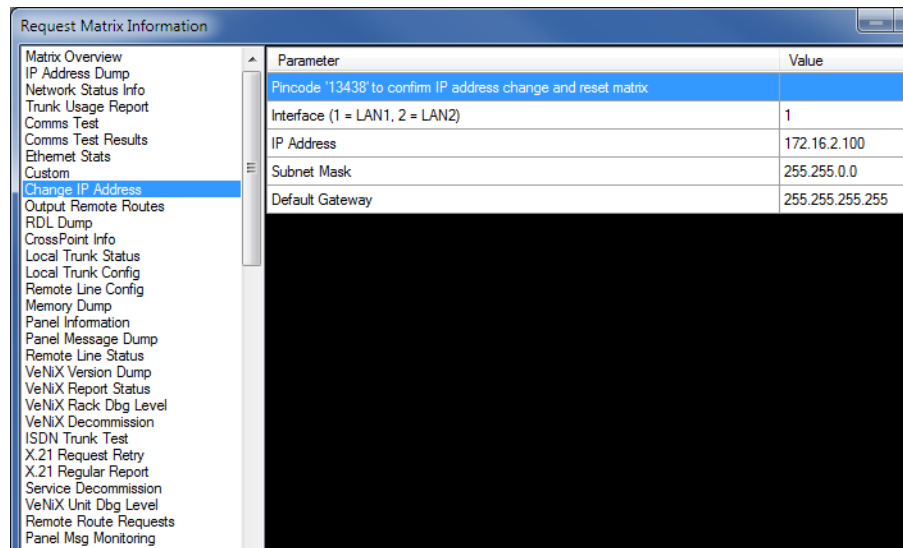 Request Matrix Information
Matrix Overview
IP Address Dump
Network Status Info
Trunk Usage Report
Comms Test
Comms Test Results
Ethernet Stats
Custom
Change IP Address
Output Remote Routes
RDL Dump
CrossPoint Info
Local Trunk Status
Local Trunk Config
Remote Line Config
Memory Dump
Panel Information
Panel Message Dump
Remote Line Status
VeNiX Version Dump
VeNiX Report Status
VeNiX Rack Dbg Level
VeNiX Decommission
ISDN Trunk Test
X.21 Request Retry
X.21 Regular Report
Service Decommission
VeNiX Unit Dbg Level
Remote Route Requests
Panel Msg Monitoring
Parameter Value
Pincode '13438' to confirm IP address change and reset matrix
Interface (1 = LAN1, 2 = LAN2) 1
IP Address 172.16.2.100
Subnet Mask 255.255.0.0
Default Gateway 255.255.255.255